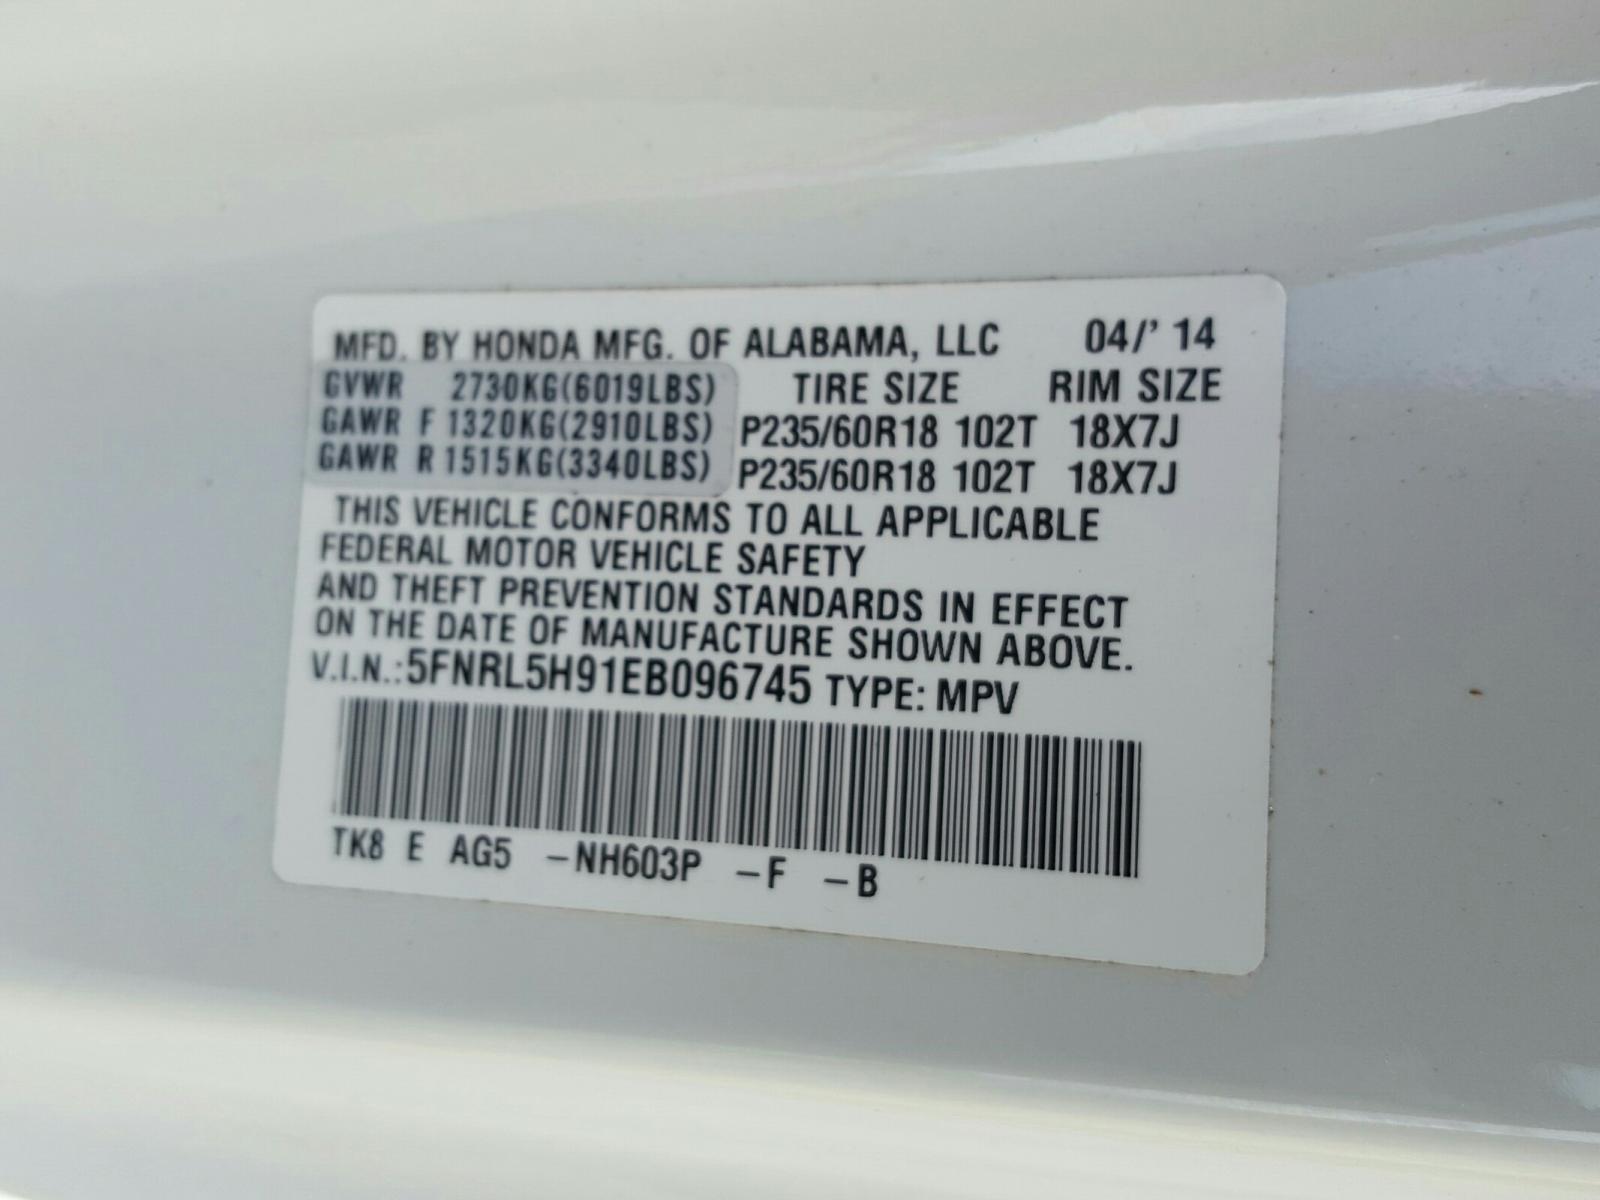 MFD. BY HONDA MFG. OF ALABAMA, LLC 04/' 14
GVWR 2730KG(6019LBS) TIRE SIZE RIM SIZE
GAWR F 1320KG(2910LBS) P235/60R18 102T 18X7J
GAWR R 1515KG(3340LBS) P235/60R18 102T 18X7J
THIS VEHICLE CONFORMS TO ALL APPLICABLE
FEDERAL MOTOR VEHICLE SAFETY
AND THEFT PREVENTION STANDARDS IN EFFECT
ON THE DATE OF MANUFACTURE SHOWN ABOVE.
V.I.N.:5FNRL5H91EB096745 TYPE: MPV
TK8 E AG5 –NH603P –F –B